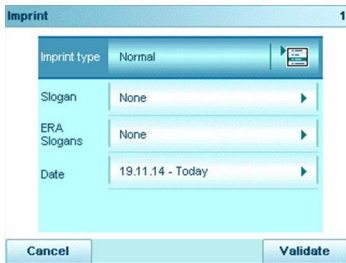 Imprint 1
Imprint type Normal
Slogan None
ERA
Slogans None
Date 19.11.14 - Today
Cancel Validate